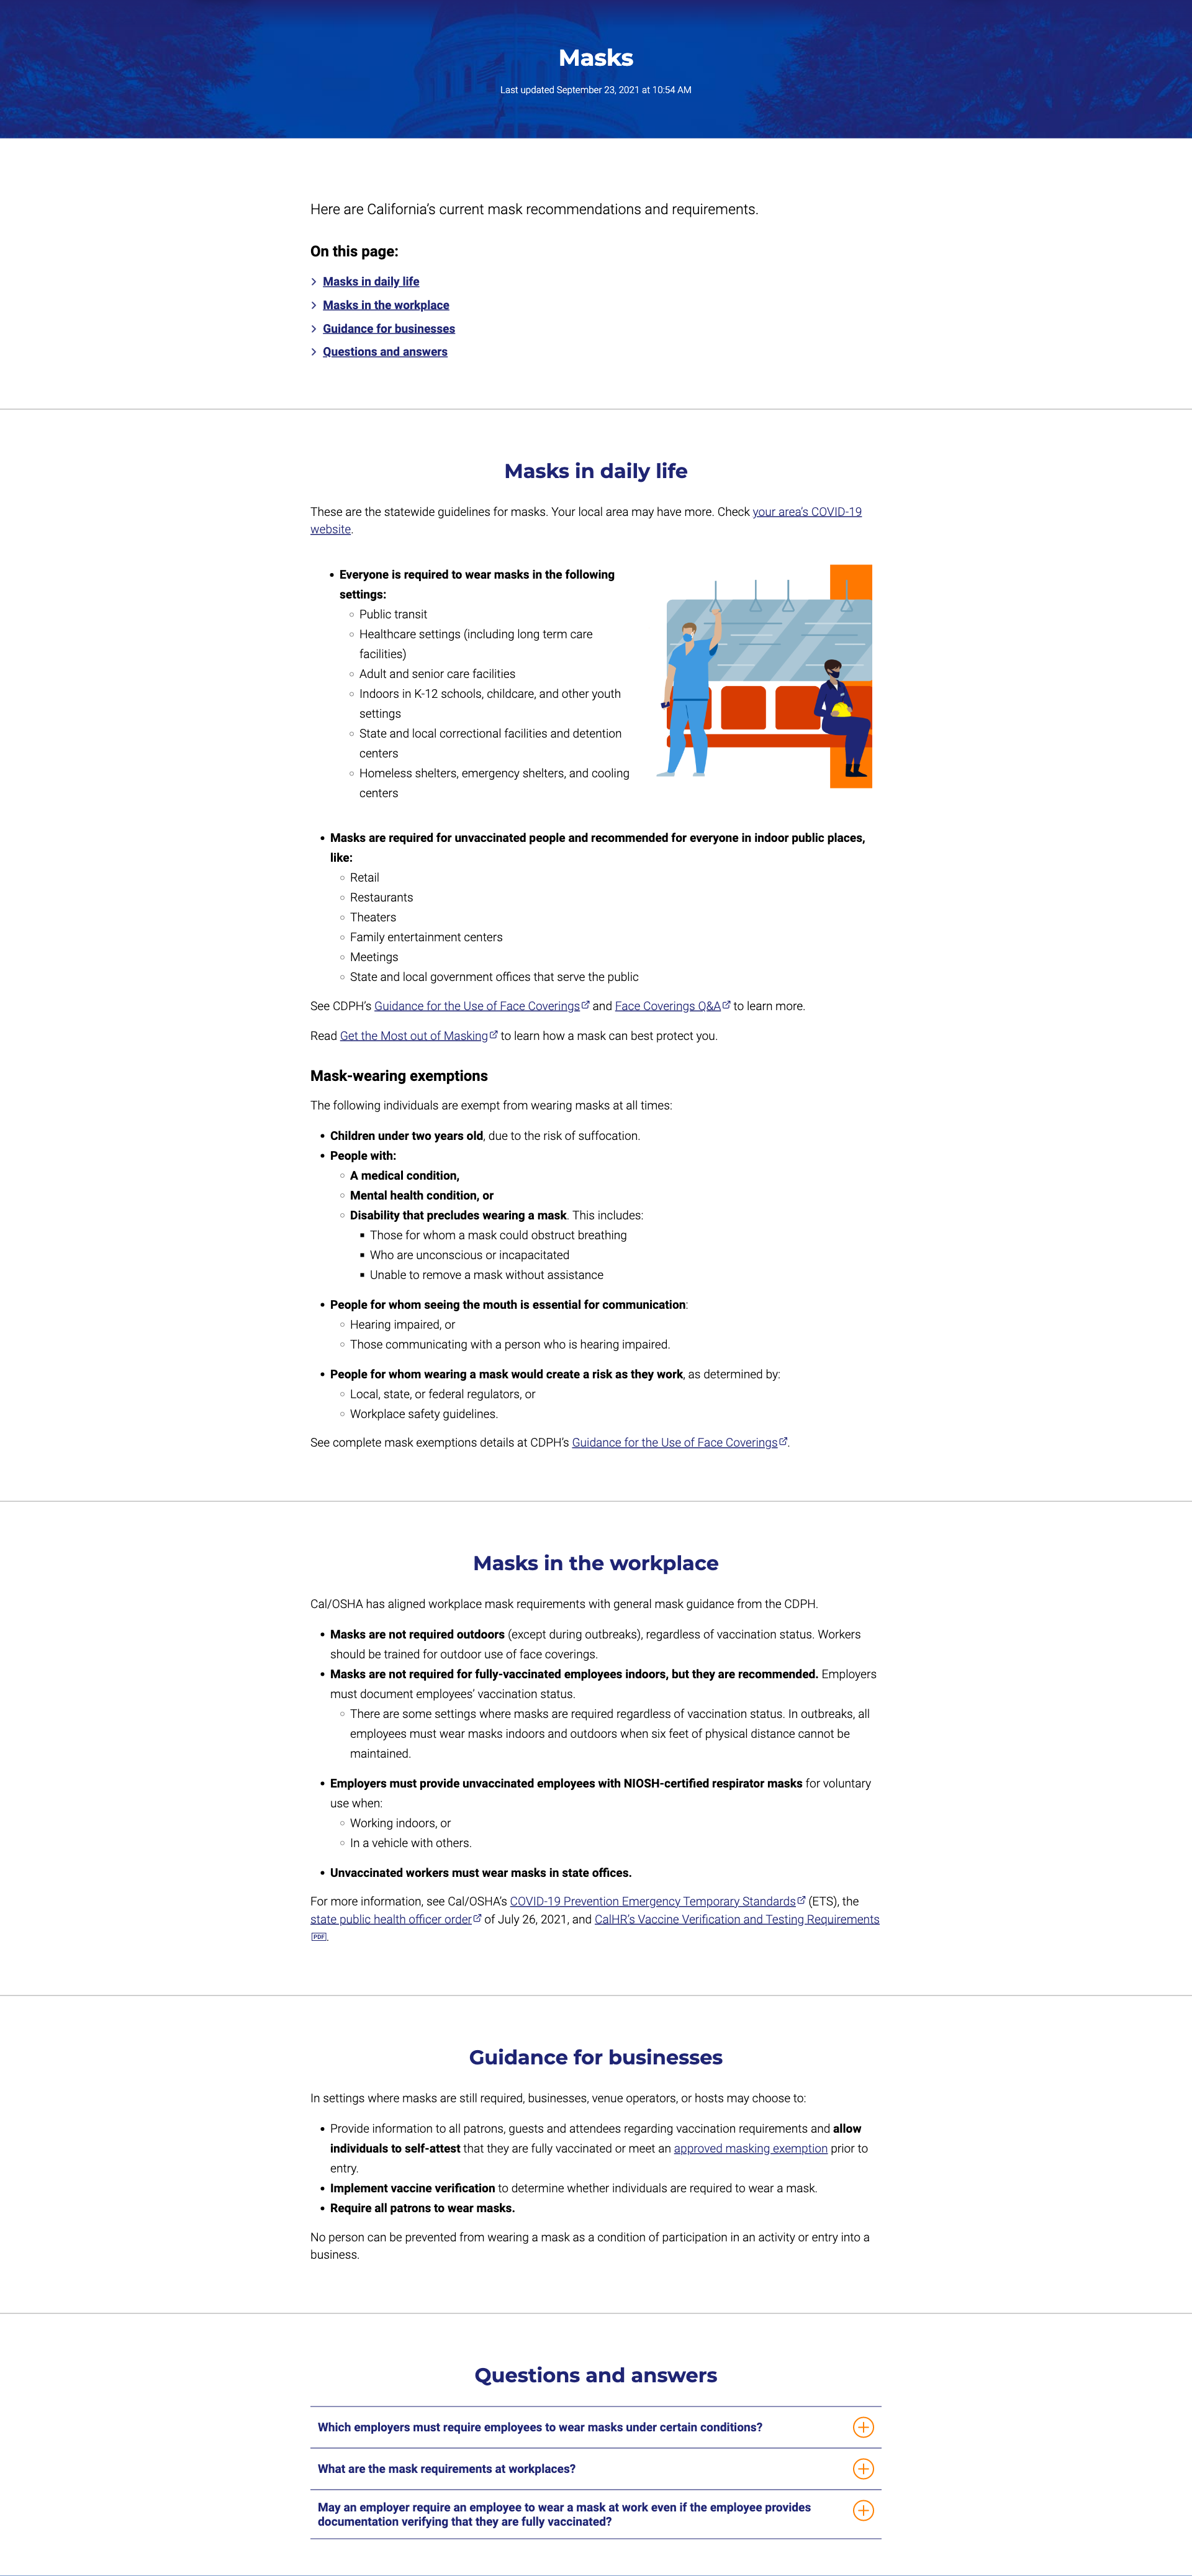 Masks
Last updated September 23, 2021 at 10:54 AM
Here are California's current mask recommendations and requirements.
On this page:
Masks in daily life
Masks in the workplace
Guidance for businesses
Questions and answers
Masks in daily life
These are the statewide guidelines for masks. Your local area may have more. Check your area's COVID-19
website.
Everyone is required to wear masks in the following
settings:
Public transit
Healthcare settings (including long term care
facilities)
Adult and senior care facilities
Indoors in K-12 schools, childcare, and other youth
settings
State and local correctional facilities and detention
centers
Homeless shelters, emergency shelters, and cooling
centers
Masks are required for unvaccinated people and recommended for everyone in indoor public places,
like:
Retail
Restaurants
Theaters
Family entertainment centers
Meetings
State and local government offices that serve the public
See CDPH's Guidance for the Use of Face Coverings and Face Coverings Q&A to learn more.
Read Get the Most out of Masking to learn how a mask can best protect you.
Mask-wearing exemptions
The following individuals are exempt from wearing masks at all times:
Children under two years old, due to the risk of suffocation.
People with:
A medical condition,
Mental health condition, or
Disability that precludes wearing a mask. This includes:
Those for whom a mask could obstruct breathing
Who are unconscious or incapacitated
Unable to remove a mask without assistance
People for whom seeing the mouth is essential for communication:
Hearing impaired, or
Those communicating with a person who is hearing impaired.
People for whom wearing a mask would create a risk as they work, as determined by:
Local, state, or federal regulators, or
Workplace safety guidelines.
See complete mask exemptions details at CDPH's Guidance for the Use of Face Coverings.
Masks in the workplace
Cal/OSHA has aligned workplace mask requirements with general mask guidance from the CDPH.
Masks are not required outdoors (except during outbreaks), regardless of vaccination status. Workers
should be trained for outdoor use of face coverings.
Masks are not required for fully-vaccinated employees indoors, but they are recommended. Employers
must document employees' vaccination status.
There are some settings where masks are required regardless of vaccination status. In outbreaks, all
employees must wear masks indoors and outdoors when six feet of physical distance cannot be
maintained.
Employers must provide unvaccinated employees with NIOSH-certified respirator masks for voluntary
use when:
Working indoors, or
In a vehicle with others.
Unvaccinated workers must wear masks in state offices.
For more information, see Cal/OSHA's COVID-19 Prevention Emergency Temporary Standards (ETS), the
state public health officer order of July 26, 2021, and CalHR's Vaccine Verification and Testing Requirements
PDF.
Guidance for businesses
In settings where masks are still required, businesses, venue operators, or hosts may choose to:
Provide information to all patrons, guests and attendees regarding vaccination requirements and allow
individuals to self-attest that they are fully vaccinated or meet an approved masking exemption prior to
entry.
Implement vaccine verification to determine whether individuals are required to wear a mask.
Require all patrons to wear masks.
No person can be prevented from wearing a mask as a condition of participation in an activity or entry into a
business.
Questions and answers
Which employers must require employees to wear masks under certain conditions?
What are the mask requirements at workplaces?
May an employer require an employee to wear a mask at work even if the employee provides
documentation verifying that they are fully vaccinated?